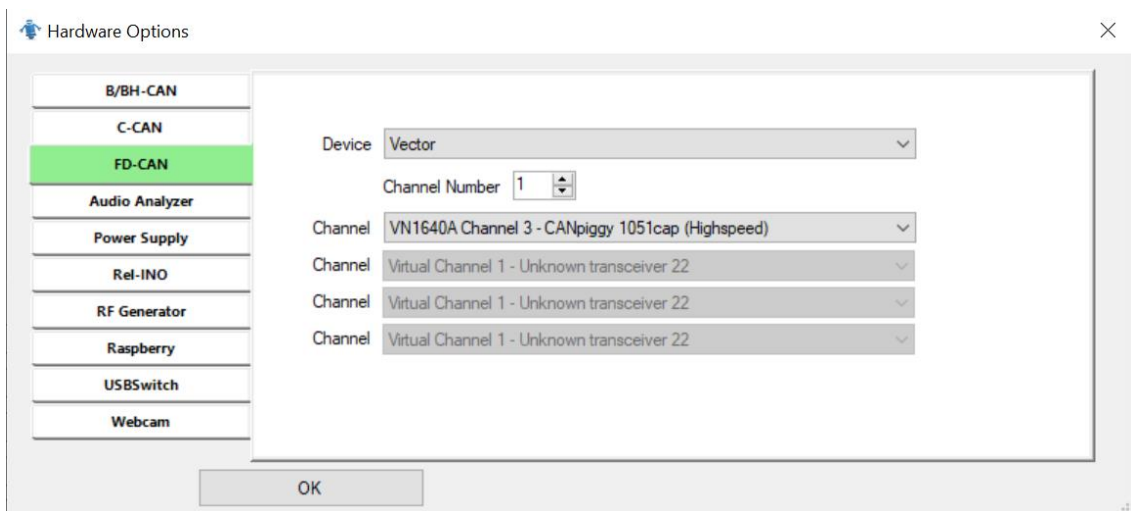 Hardware Options
B/BH-CAN
C-CAN
FD-CAN
Audio Analyzer
Power Supply
Rel-INO
RF Generator
Raspberry
USBSwitch
Webcam
Device Vector
Channel Number 1
Channel VN1640A Channel 3 - CANpiggy 1051cap (Highspeed)
Channel Virtual Channel 1 - Unknown transceiver 22
Channel Virtual Channel 1 - Unknown transceiver 22
Channel Virtual Channel 1 - Unknown transceiver 22
OK